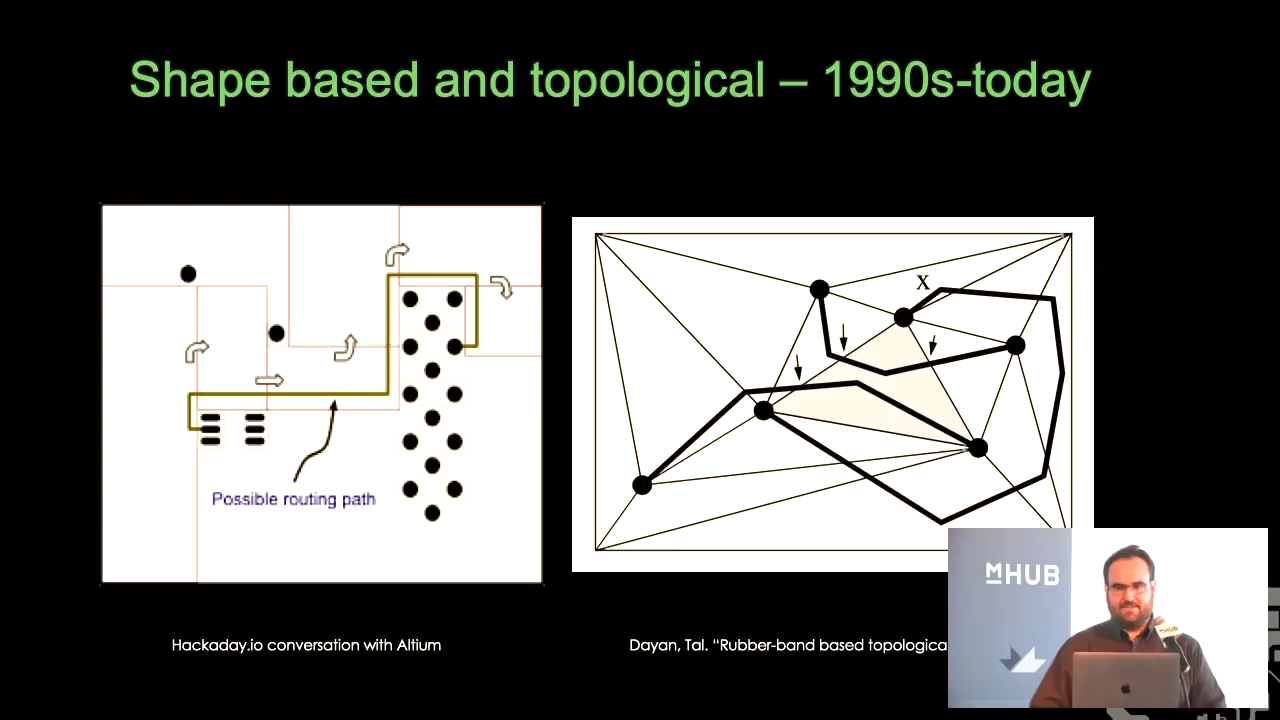 Shape based and topological – 1990s-today
X
Possible routing path
Hackaday.io conversation with Altium
Dayan, Tal. “Rubber-band based topologica
MHUB
MHUB